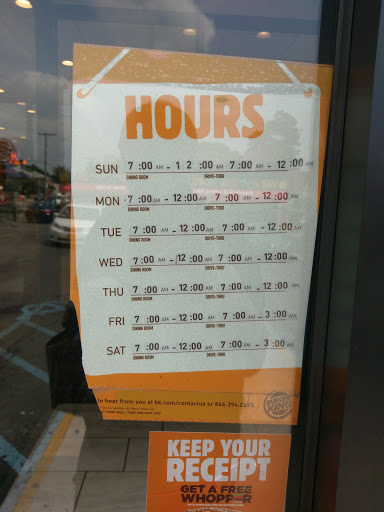 HOURS
SUN 7 :00 AM - 1 2 :00 AM 7 :00 AM - 12 :00 AM
DINING ROOM DRIVE-THRU
MON 7 :00 AM - 12:00 AM 7 :00 AM - 12:00 AM
DINING ROOM DRIVE-THRU
TUE 7 :00 AM - 12:00 AM 7 :00 AM - 12:00 AM
DINING ROOM DRIVE-THRU
WED 7 :00 AM - 12:00 AM 7 :00 AM - 12:00 AM
DINING ROOM DRIVE-THRU
THU 7 :00 AM - 12:00 AM 7 :00 AM - 12:00 AM
DINING ROOM DRIVE-THRU
FRI 7 :00 AM - 12:00 AM 7 :00 AM - 3 :00 AM
DINING ROOM DRIVE-THRU
SAT 7 :00 AM - 12:00 AM 7 :00 AM - 3 :00 AM
DINING ROOM DRIVE-THRU
to hear from you at bk.com/contactus or 866.394.2493.
BURGER KING
KEEP YOUR
RECEIPT
GET A FREE
WHOPP-R